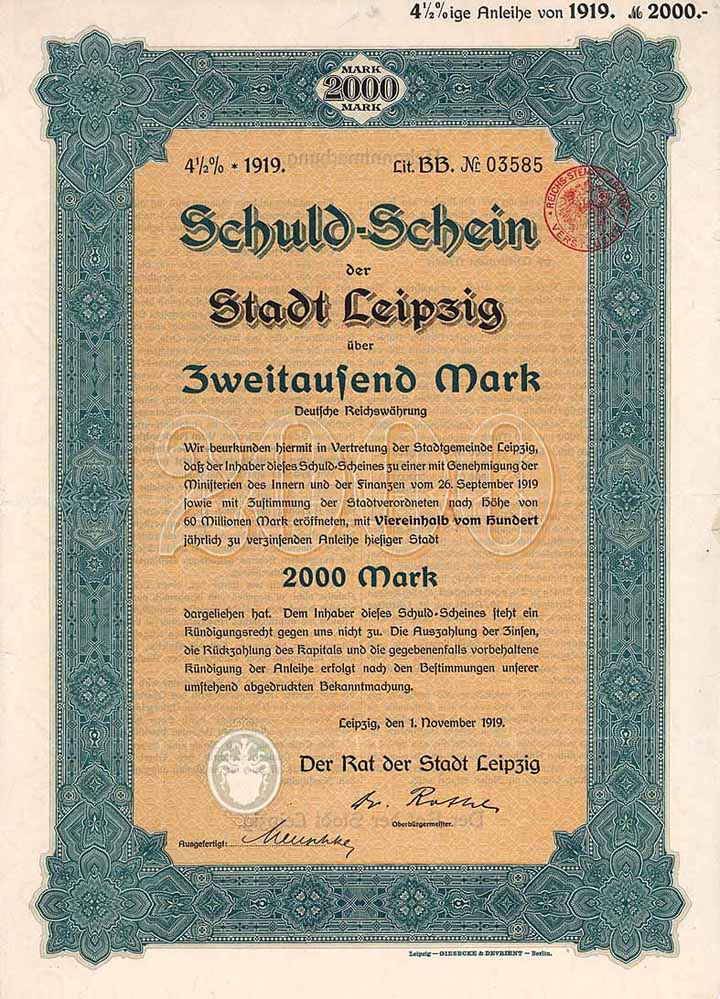 4½%ige Anleihe von 1919. ℳ 2000.-
MARK
2000
MARK
4½% * 1919. Lit. BB. № 03585
Schuld-Schein
der
Stadt Leipzig
über
Zweitausend Mark
Deutsche Reichswährung
2000
Wir beurkunden hiermit in Vertretung der Stadtgemeinde Leipzig,
daß der Inhaber dieses Schuld-Scheines zu einer mit Genehmigung der
Ministerien des Innern und der Finanzen vom 26. September 1919
sowie mit Zustimmung der Stadtverordneten nach Höhe von
60 Millionen Mark eröffneten, mit Viereinhalb vom Hundert
jährlich zu verzinsenden Anleihe hiesiger Stadt
2000 Mark
dargeliehen hat. Dem Inhaber dieses Schuld-Scheines steht ein
Kündigungsrecht gegen uns nicht zu. Die Auszahlung der Zinsen,
die Rückzahlung des Kapitals und die gegebenenfalls vorbehaltene
Kündigung der Anleihe erfolgt nach den Bestimmungen unserer
umstehend abgedruckten Bekanntmachung.
Leipzig, den 1. November 1919.
Der Rat der Stadt Leipzig
Dr. Rothe
Oberbürgermeister.
Ausgefertigt:
Leipzig — GIESECKE & DEVRIENT — Berlin.